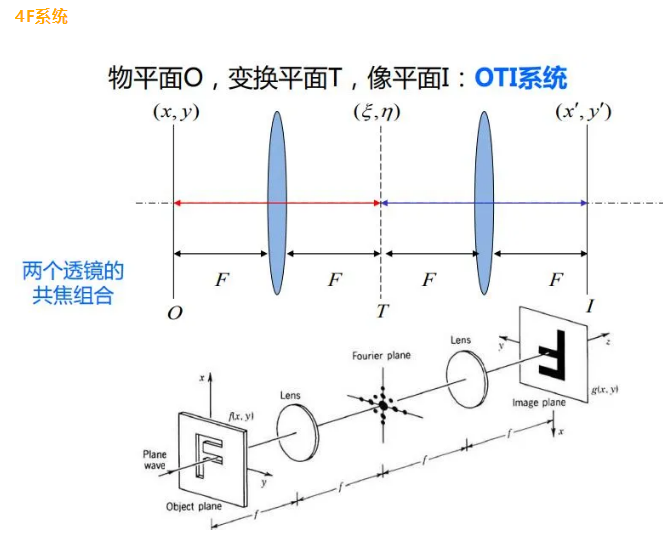 4F系统
物平面O，变换平面T，像平面I：OTI系统
(x, y)
(ξ,η)
(x′, y′)
F
F
F
F
两个透镜的
共焦组合
O
T
I
Fourier plane
Lens
y
z
x
Lens
f(x, y)
Image plane
g(x, y)
x
Plane
wave
y
Object plane
f
f
f
f